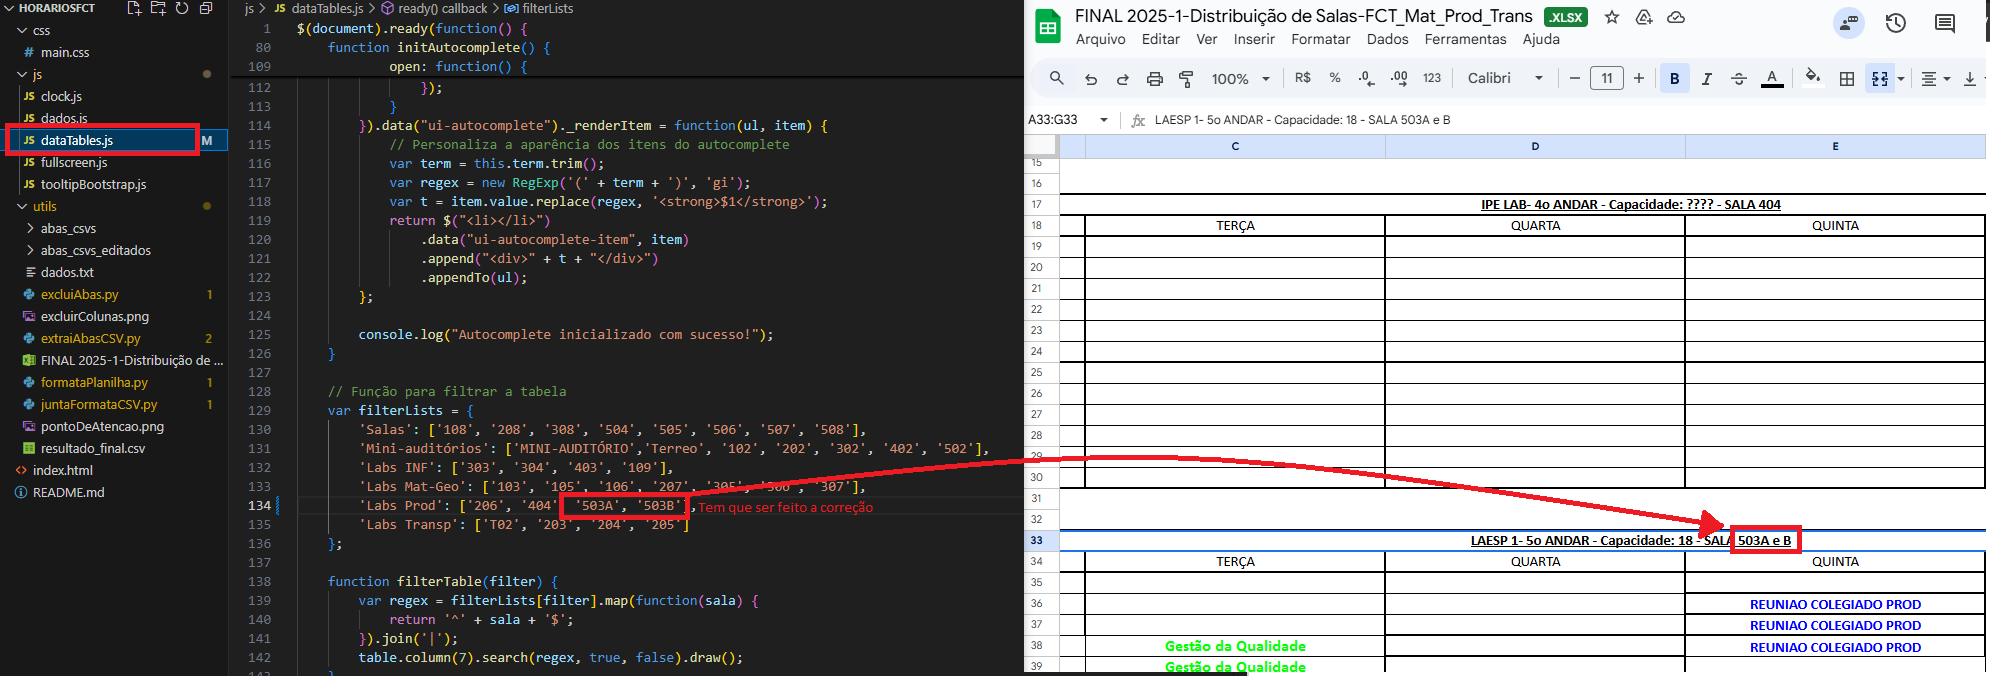 HORARIOSFCT
css
# main.css
js
JS clock.js
JS dados.js
JS dataTables.js M
JS fullscreen.js
JS tooltipBootstrap.js
utils
abas_csvs
abas_csvs_editados
dados.txt
excluiAbas.py 1
excluirColunas.png
extraiAbasCSV.py 2
FINAL 2025-1-Distribuição de ...
formataPlanilha.py 1
juntaFormataCSV.py 1
pontoDeAtencao.png
resultado_final.csv
<> index.html
README.md
js > JS dataTables.js > ready() callback > filterLists
1 $(document).ready(function() {
80 function initAutocomplete() {
109 open: function() {
112 });
113 }
114 }).data("ui-autocomplete")._renderItem = function(ul, item) {
115 // Personaliza a aparência dos itens do autocomplete
116 var term = this.term.trim();
117 var regex = new RegExp('(' + term + ')', 'gi');
118 var t = item.value.replace(regex, '<strong>$1</strong>');
119 return $("<li></li>")
120 .data("ui-autocomplete-item", item)
121 .append("<div>" + t + "</div>")
122 .appendTo(ul);
123 };
124
125 console.log("Autocomplete inicializado com sucesso!");
126 }
127
128 // Função para filtrar a tabela
129 var filterLists = {
130 'Salas': ['108', '208', '308', '504', '505', '506', '507', '508'],
131 'Mini-auditórios': ['MINI-AUDITÓRIO','Terreo', '102', '202', '302', '402', '502'],
132 'Labs INF': ['303', '304', '403', '109'],
133 'Labs Mat-Geo': ['103', '105', '106', '207', '305', '306', '307'],
134 'Labs Prod': ['206', '404', '503A', '503B'], Tem que ser feito a correção
135 'Labs Transp': ['T02', '203', '204', '205']
136 };
137
138 function filterTable(filter) {
139 var regex = filterLists[filter].map(function(sala) {
140 return '^' + sala + '$';
141 }).join('|');
142 table.column(7).search(regex, true, false).draw();
FINAL 2025-1-Distribuição de Salas-FCT_Mat_Prod_Trans .XLSX
Arquivo Editar Ver Inserir Formatar Dados Ferramentas Ajuda
100% R$ % .0 .00 123 Calibri 11 B I A
A33:G33 fx LAESP 1- 5o ANDAR - Capacidade: 18 - SALA 503A e B
C D E
15
16
17 IPE LAB- 4o ANDAR - Capacidade: ???? - SALA 404
18 TERÇA QUARTA QUINTA
19
20
21
22
23
24
25
26
27
28
29
30
31
32
33 LAESP 1- 5o ANDAR - Capacidade: 18 - SALA 503A e B
34 TERÇA QUARTA QUINTA
35
36 REUNIAO COLEGIADO PROD
37 REUNIAO COLEGIADO PROD
38 Gestão da Qualidade REUNIAO COLEGIADO PROD
39 Gestão da Qualidade